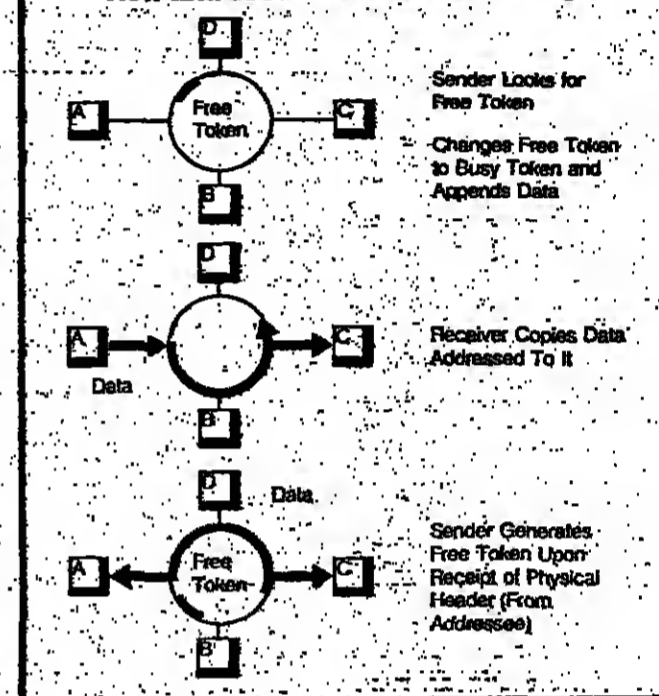 D
A
Free
Token
C
B
Sender Looks for
Free Token
Changes Free Token
to Busy Token and
Appends Data
D
A
C
Data
B
Receiver Copies Data
Addressed To It
D
Data
A
Free
Token
C
B
Sender Generates
Free Token Upon
Receipt of Physical
Header (From
Addressee)